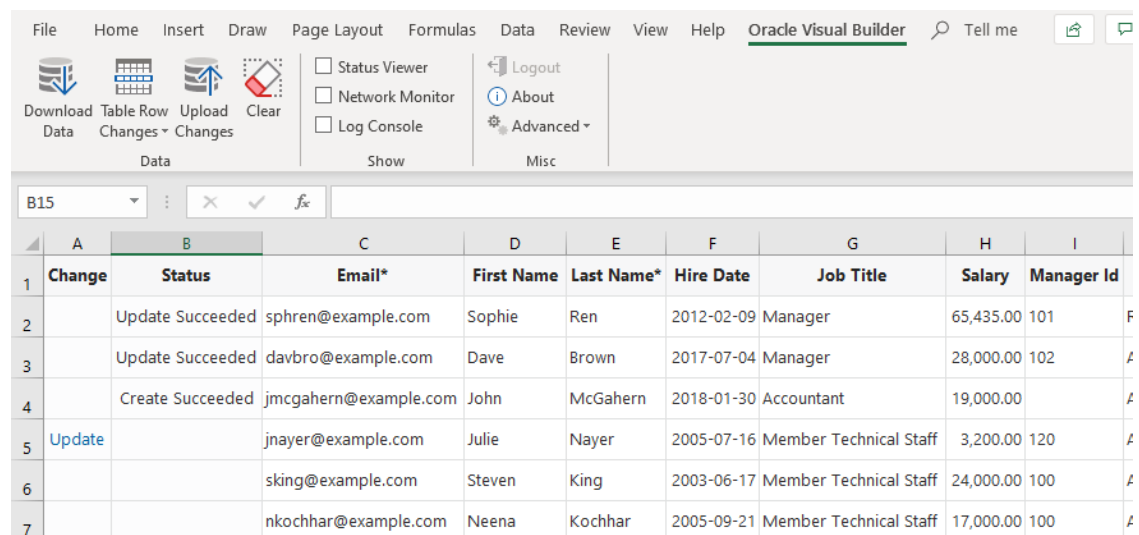 File Home Insert Draw Page Layout Formulas Data Review View Help Oracle Visual Builder Tell me
Download Data Table Row Changes Upload Changes Clear
Status Viewer
Network Monitor
Log Console
Logout
About
Advanced
Data Show Misc
B15 fx
A B C D E F G H I
1 Change Status Email* First Name Last Name* Hire Date Job Title Salary Manager Id
2 Update Succeeded sphren@example.com Sophie Ren 2012-02-09 Manager 65,435.00 101
3 Update Succeeded davbro@example.com Dave Brown 2017-07-04 Manager 28,000.00 102 A
4 Create Succeeded jmcgahern@example.com John McGahern 2018-01-30 Accountant 19,000.00 A
5 Update jnayer@example.com Julie Nayer 2005-07-16 Member Technical Staff 3,200.00 120 A
6 sking@example.com Steven King 2003-06-17 Member Technical Staff 24,000.00 100 A
7 nkochhar@example.com Neena Kochhar 2005-09-21 Member Technical Staff 17,000.00 100 A